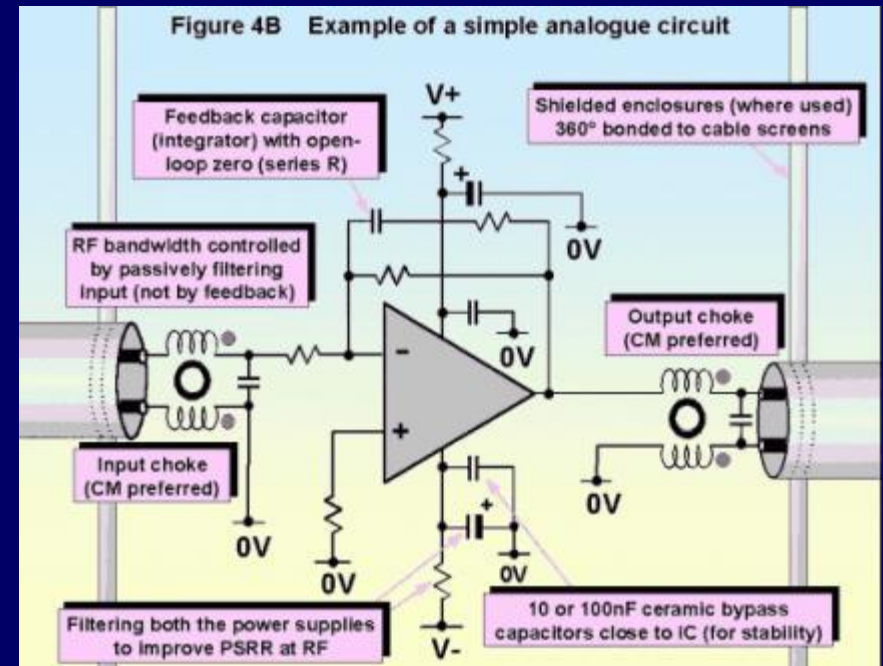 Figure 4B Example of a simple analogue circuit
V+
Feedback capacitor
(integrator) with open-
loop zero (series R)
Shielded enclosures (where used)
360° bonded to cable screens
+
0V
RF bandwidth controlled
by passively filtering
input (not by feedback)
Output choke
(CM preferred)
0V
-
+
Input choke
(CM preferred)
+
0V
0V
0V
0V
Filtering both the power supplies
to improve PSRR at RF
V-
10 or 100nF ceramic bypass
capacitors close to IC (for stability)